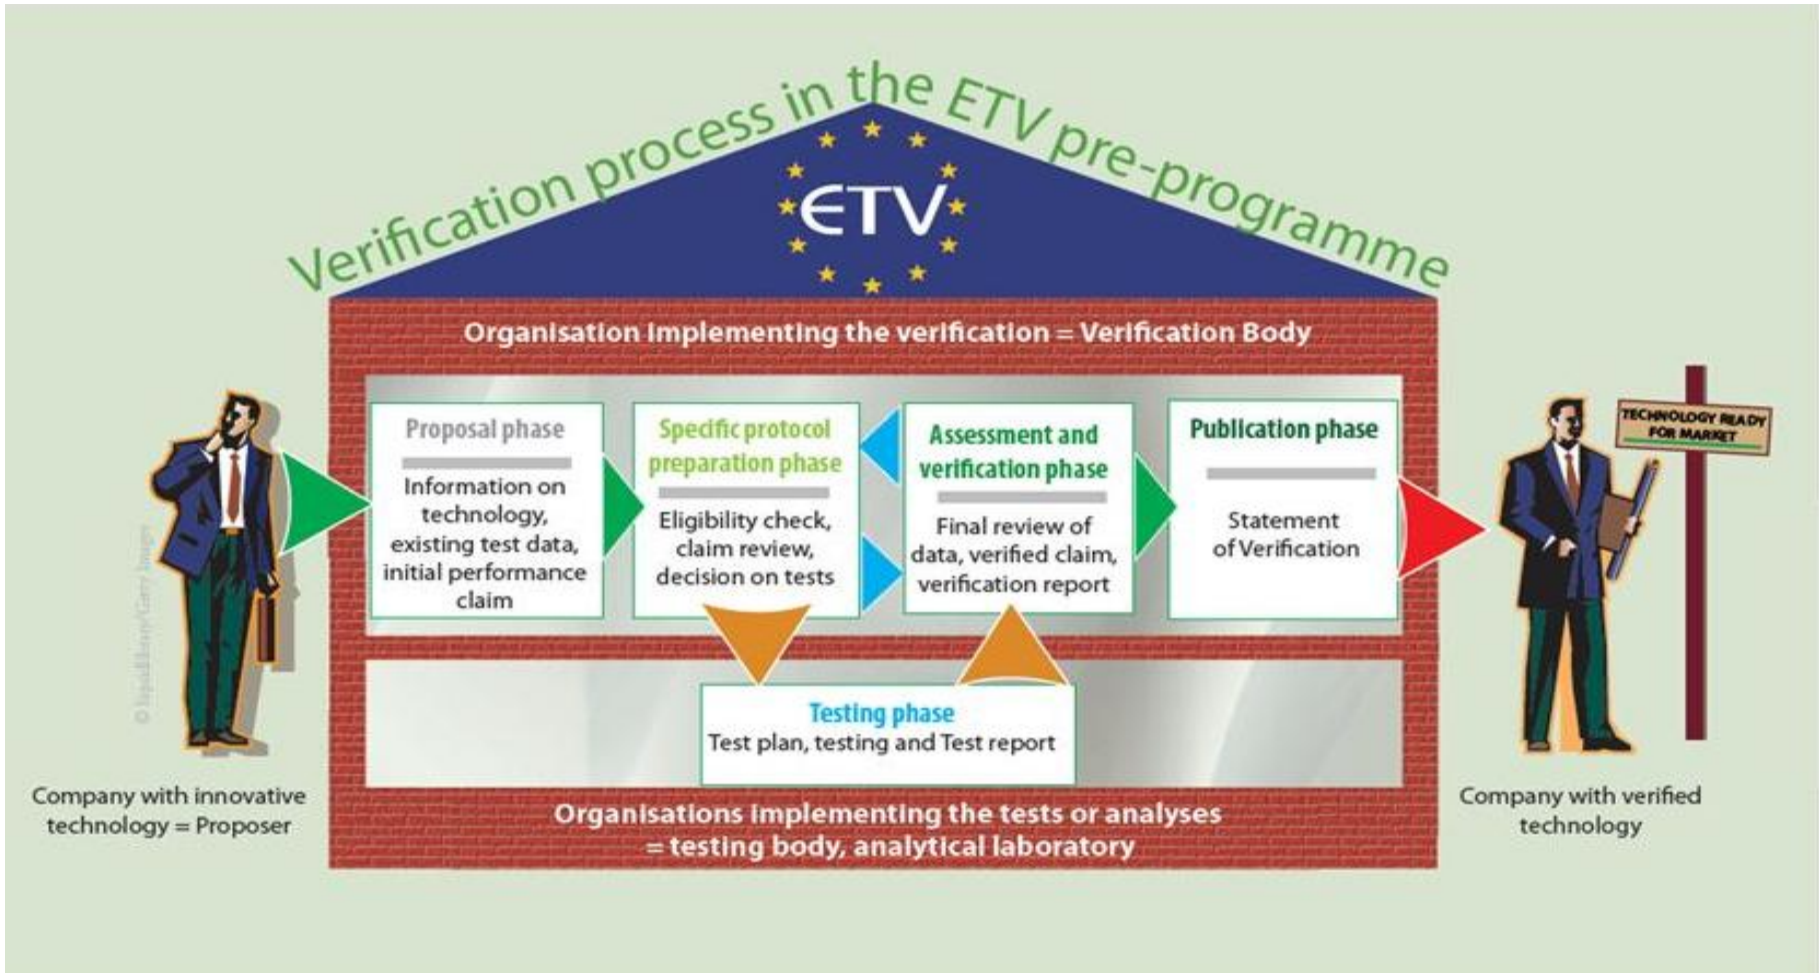 Verification process in the ETV pre-programme
ETV
Organisation implementing the verification = Verification Body
Proposal phase
Information on
technology,
existing test data,
initial performance
claim
Specific protocol
preparation phase
Eligibility check,
claim review,
decision on tests
Assessment and
verification phase
Final review of
data, verified claim,
verification report
Publication phase
Statement
of Verification
TECHNOLOGY READY
FOR MARKET
Testing phase
Test plan, testing and Test report
Company with innovative
technology = Proposer
Organisations implementing the tests or analyses
= testing body, analytical laboratory
Company with verified
technology